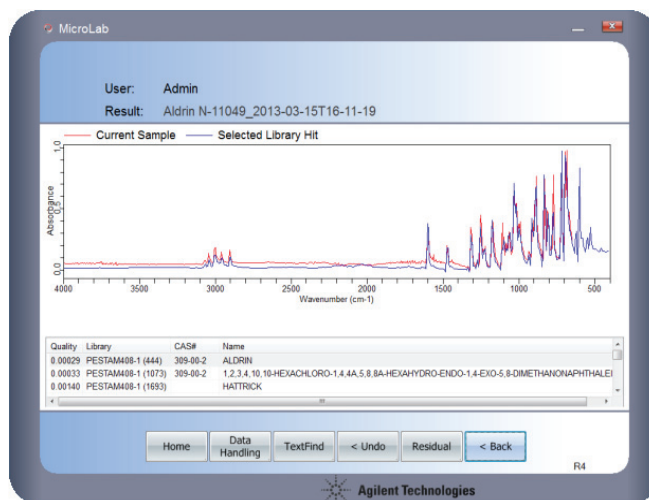 MicroLab
User: Admin
Result: Aldrin N-11049_2013-03-15T16-11-19
Current Sample Selected Library Hit
1.0
0.5
0.0
Absorbance
4000 3500 3000 2500 2000 1500 1000 500
Wavenumber (cm-1)
Quality Library CAS# Name
0.00029 PESTAM408-1 (444) 309-00-2 ALDRIN
0.00033 PESTAM408-1 (1073) 309-00-2 1,2,3,4,10,10-HEXACHLORO-1,4,4A,5,8,8A-HEXAHYDRO-ENDO-1,4-EXO-5,8-DIMETHANONAPHTHALE
0.00140 PESTAM408-1 (1693) HATTRICK
Home Data Handling TextFind < Undo Residual < Back
R4
Agilent Technologies